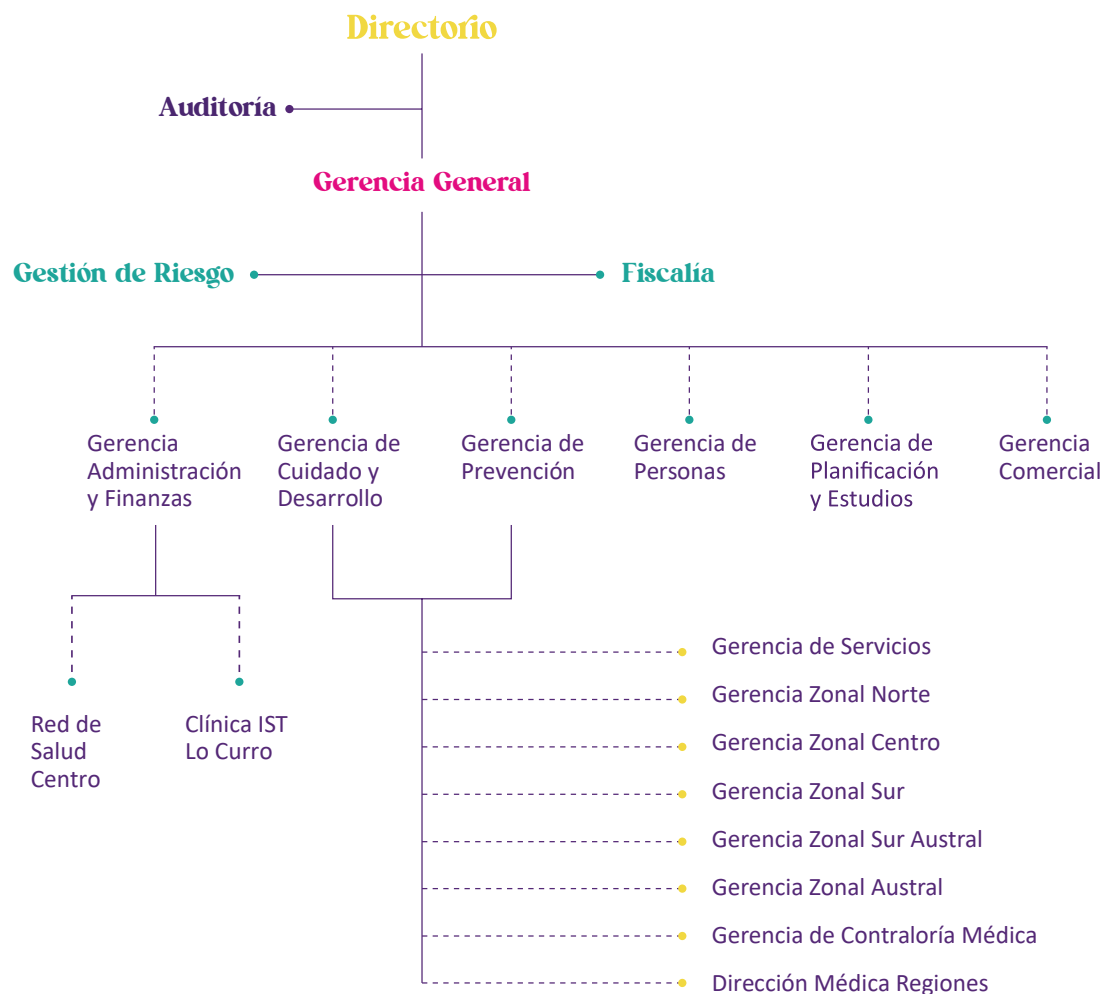 Directorio
Auditoría
Gerencia General
Gestión de Riesgo
Fiscalía
Gerencia
Administración
y Finanzas
Gerencia de
Cuidado y
Desarrollo
Gerencia de
Prevención
Gerencia de
Personas
Gerencia de
Planificación
y Estudios
Gerencia
Comercial
Red de
Salud
Centro
Clínica IST
Lo Curro
Gerencia de Servicios
Gerencia Zonal Norte
Gerencia Zonal Centro
Gerencia Zonal Sur
Gerencia Zonal Sur Austral
Gerencia Zonal Austral
Gerencia de Contraloría Médica
Dirección Médica Regiones